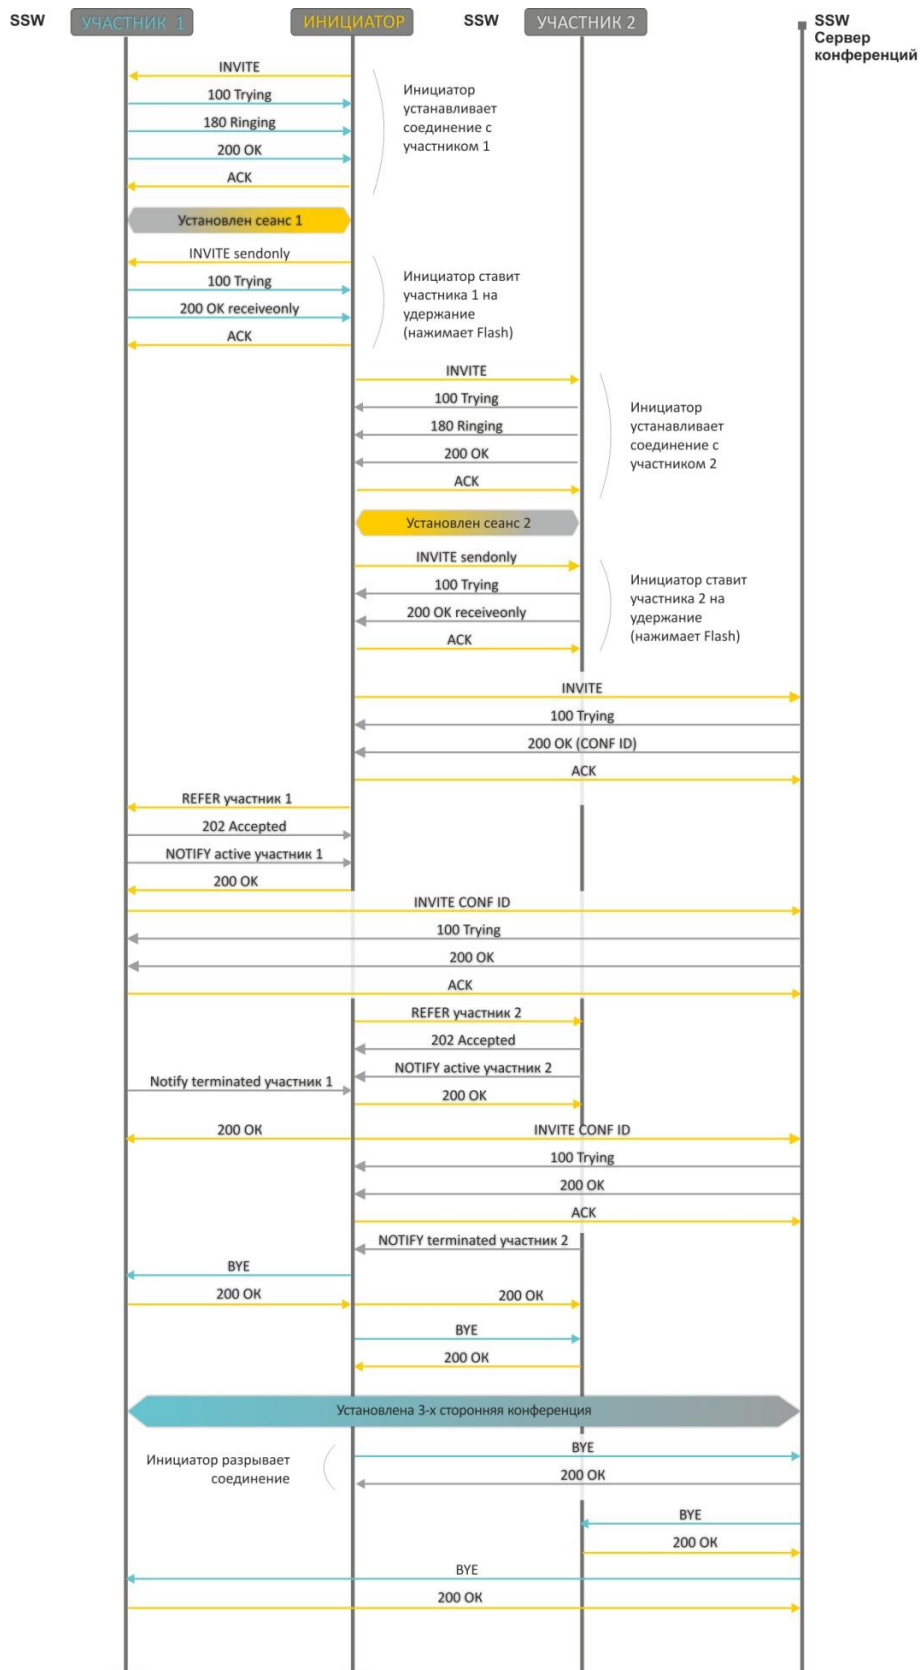 SSW
УЧАСТНИК 1
ИНИЦИАТОР
SSW
УЧАСТНИК 2
SSW
Сервер
конференций
INVITE
100 Trying
180 Ringing
200 OK
ACK
Инициатор
устанавливает
соединение с
участником 1
Установлен сеанс 1
INVITE sendonly
100 Trying
200 OK receiveonly
ACK
Инициатор ставит
участника 1 на
удержание
(нажимает Flash)
INVITE
100 Trying
180 Ringing
200 OK
ACK
Инициатор
устанавливает
соединение с
участником 2
Установлен сеанс 2
INVITE sendonly
100 Trying
200 OK receiveonly
ACK
Инициатор ставит
участника 2 на
удержание
(нажимает Flash)
INVITE
100 Trying
200 OK (CONF ID)
ACK
REFER участник 1
202 Accepted
NOTIFY active участник 1
200 OK
INVITE CONF ID
100 Trying
200 OK
ACK
REFER участник 2
202 Accepted
NOTIFY active участник 2
Notify terminated участник 1
200 OK
200 OK
INVITE CONF ID
100 Trying
200 OK
ACK
NOTIFY terminated участник 2
BYE
200 OK
200 OK
BYE
200 OK
Установлена 3-х сторонняя конференция
BYE
Инициатор разрывает
соединение
200 OK
BYE
200 OK
BYE
200 OK